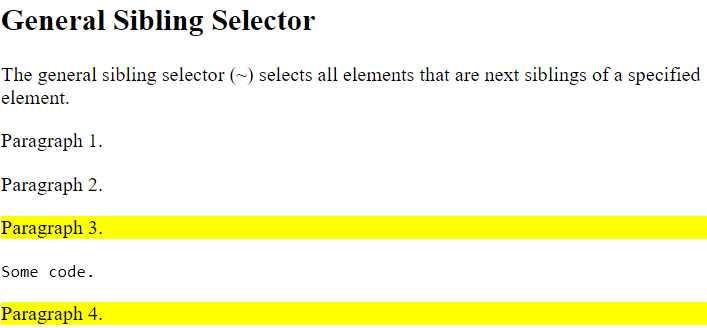 General Sibling Selector
The general sibling selector (~) selects all elements that are next siblings of a specified
element.
Paragraph 1.
Paragraph 2.
Paragraph 3.
Some code.
Paragraph 4.